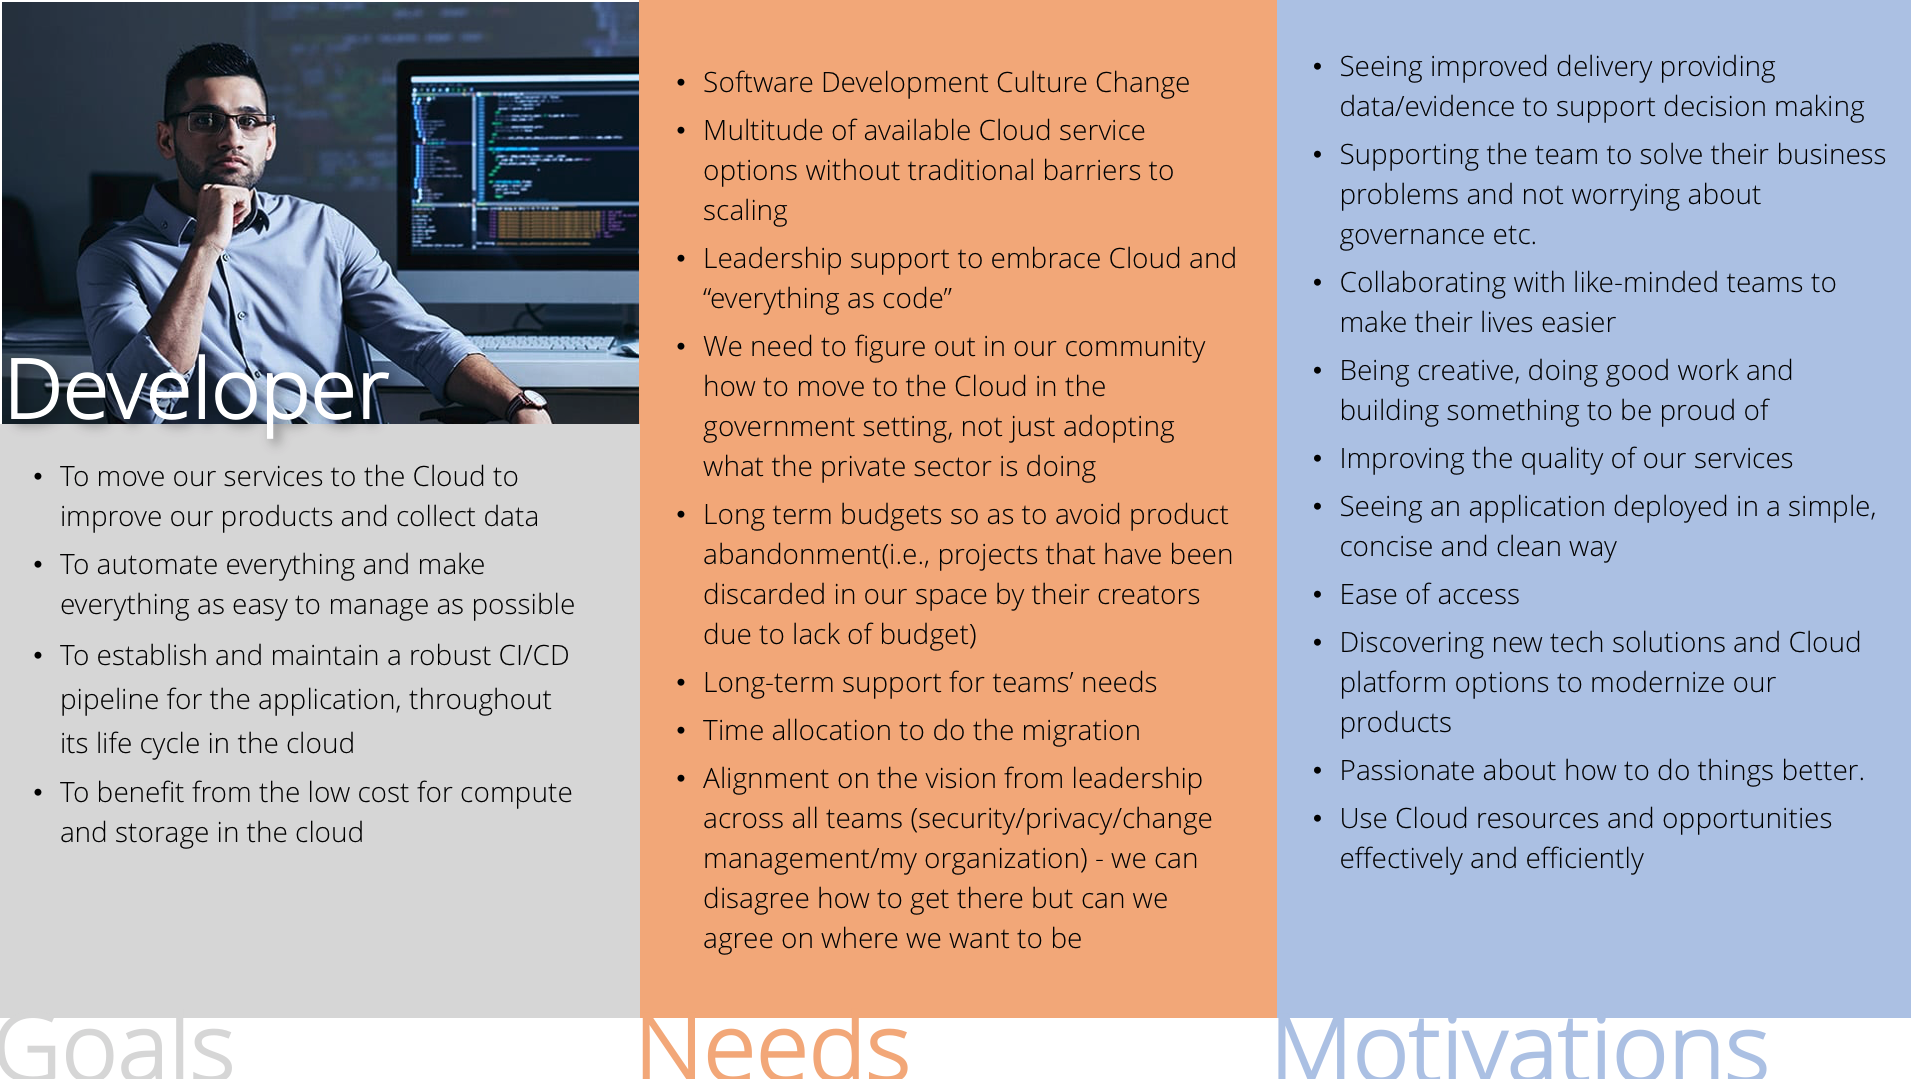 Developer
• To move our services to the Cloud to
improve our products and collect data
• To automate everything and make
everything as easy to manage as possible
• To establish and maintain a robust CI/CD
pipeline for the application, throughout
its life cycle in the cloud
• To benefit from the low cost for compute
and storage in the cloud
Goals
• Software Development Culture Change
• Multitude of available Cloud service
options without traditional barriers to
scaling
• Leadership support to embrace Cloud and
“everything as code”
• We need to figure out in our community
how to move to the Cloud in the
government setting, not just adopting
what the private sector is doing
• Long term budgets so as to avoid product
abandonment(i.e., projects that have been
discarded in our space by their creators
due to lack of budget)
• Long-term support for teams’ needs
• Time allocation to do the migration
• Alignment on the vision from leadership
across all teams (security/privacy/change
management/my organization) - we can
disagree how to get there but can we
agree on where we want to be
Needs
• Seeing improved delivery providing
data/evidence to support decision making
• Supporting the team to solve their business
problems and not worrying about
governance etc.
• Collaborating with like-minded teams to
make their lives easier
• Being creative, doing good work and
building something to be proud of
• Improving the quality of our services
• Seeing an application deployed in a simple,
concise and clean way
• Ease of access
• Discovering new tech solutions and Cloud
platform options to modernize our
products
• Passionate about how to do things better.
• Use Cloud resources and opportunities
effectively and efficiently
Motivations